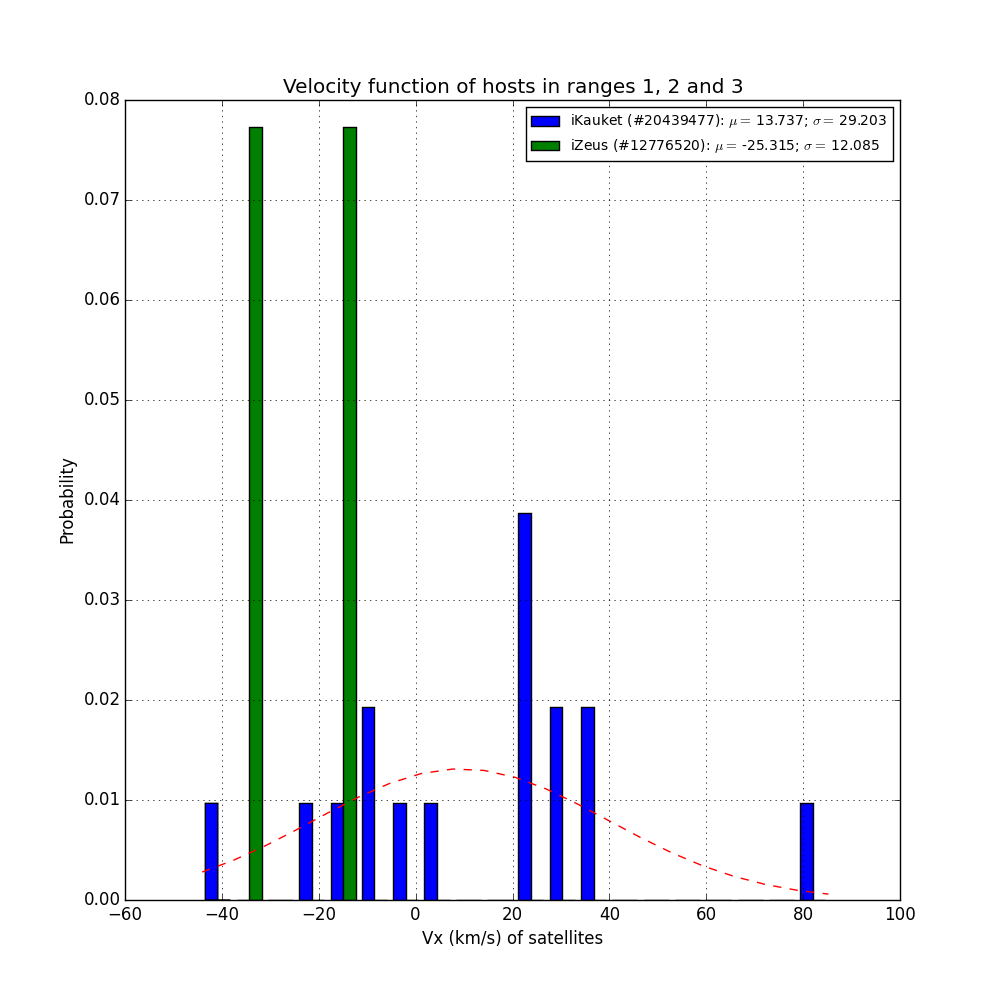 Velocity function of hosts in ranges 1, 2 and 3
iKauket (#20439477): μ = 13.737; σ = 29.203
iZeus (#12776520): μ = -25.315; σ = 12.085
0.08
0.07
0.06
0.05
0.04
0.03
0.02
0.01
0.00
Probability
−60 −40 −20 0 20 40 60 80 100
Vx (km/s) of satellites